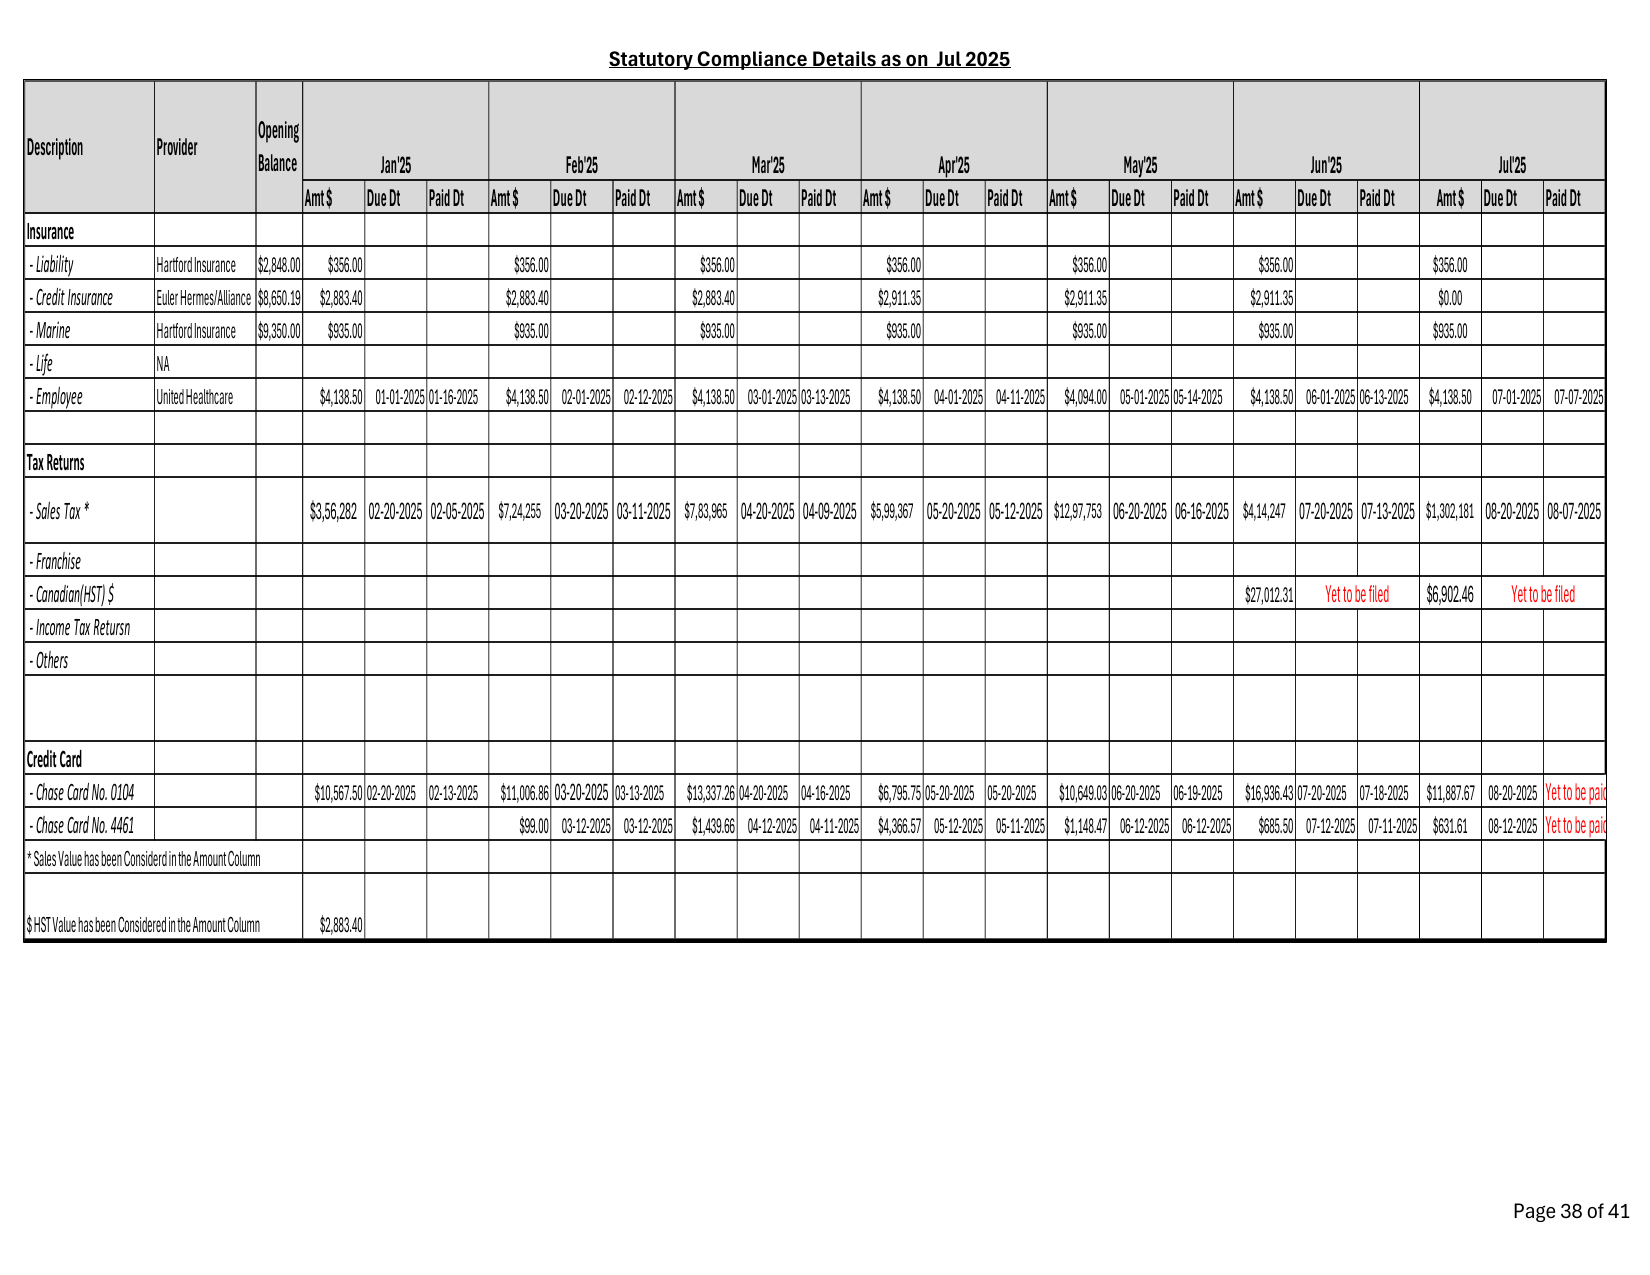 Statutory Compliance Details as on  Jul 2025
Description Provider Opening Balance Jan'25 Feb'25 Mar'25 Apr'25 May'25 Jun'25 Jul'25
Amt $ Due Dt Paid Dt Amt $ Due Dt Paid Dt Amt $ Due Dt Paid Dt Amt $ Due Dt Paid Dt Amt $ Due Dt Paid Dt Amt $ Due Dt Paid Dt Amt $ Due Dt Paid Dt
Insurance
- Liability Hartford Insurance $2,848.00 $356.00 $356.00 $356.00 $356.00 $356.00 $356.00 $356.00
- Credit Insurance Euler Hermes/Alliance $8,650.19 $2,883.40 $2,883.40 $2,883.40 $2,911.35 $2,911.35 $2,911.35 $0.00
- Marine Hartford Insurance $9,350.00 $935.00 $935.00 $935.00 $935.00 $935.00 $935.00 $935.00
- Life NA
- Employee United Healthcare $4,138.50 01-01-2025 01-16-2025 $4,138.50 02-01-2025 02-12-2025 $4,138.50 03-01-2025 03-13-2025 $4,138.50 04-01-2025 04-11-2025 $4,094.00 05-01-2025 05-14-2025 $4,138.50 06-01-2025 06-13-2025 $4,138.50 07-01-2025 07-07-2025
Tax Returns
- Sales Tax * $3,56,282 02-20-2025 02-05-2025 $7,24,255 03-20-2025 03-11-2025 $7,83,965 04-20-2025 04-09-2025 $5,99,367 05-20-2025 05-12-2025 $12,97,753 06-20-2025 06-16-2025 $4,14,247 07-20-2025 07-13-2025 $1,302,181 08-20-2025 08-07-2025
- Franchise
- Canadian(HST) $ $27,012.31 Yet to be filed $6,902.46 Yet to be filed
- Income Tax Retursn
- Others
Credit Card
- Chase Card No. 0104 $10,567.50 02-20-2025 02-13-2025 $11,006.86 03-20-2025 03-13-2025 $13,337.26 04-20-2025 04-16-2025 $6,795.75 05-20-2025 05-20-2025 $10,649.03 06-20-2025 06-19-2025 $16,936.43 07-20-2025 07-18-2025 $11,887.67 08-20-2025 Yet to be paid
- Chase Card No. 4461 $99.00 03-12-2025 03-12-2025 $1,439.66 04-12-2025 04-11-2025 $4,366.57 05-12-2025 05-11-2025 $1,148.47 06-12-2025 06-12-2025 $685.50 07-12-2025 07-11-2025 $631.61 08-12-2025 Yet to be paid
* Sales Value has been Considerd in the Amount Column
$ HST Value has been Considered in the Amount Column $2,883.40
Page 38 of 41